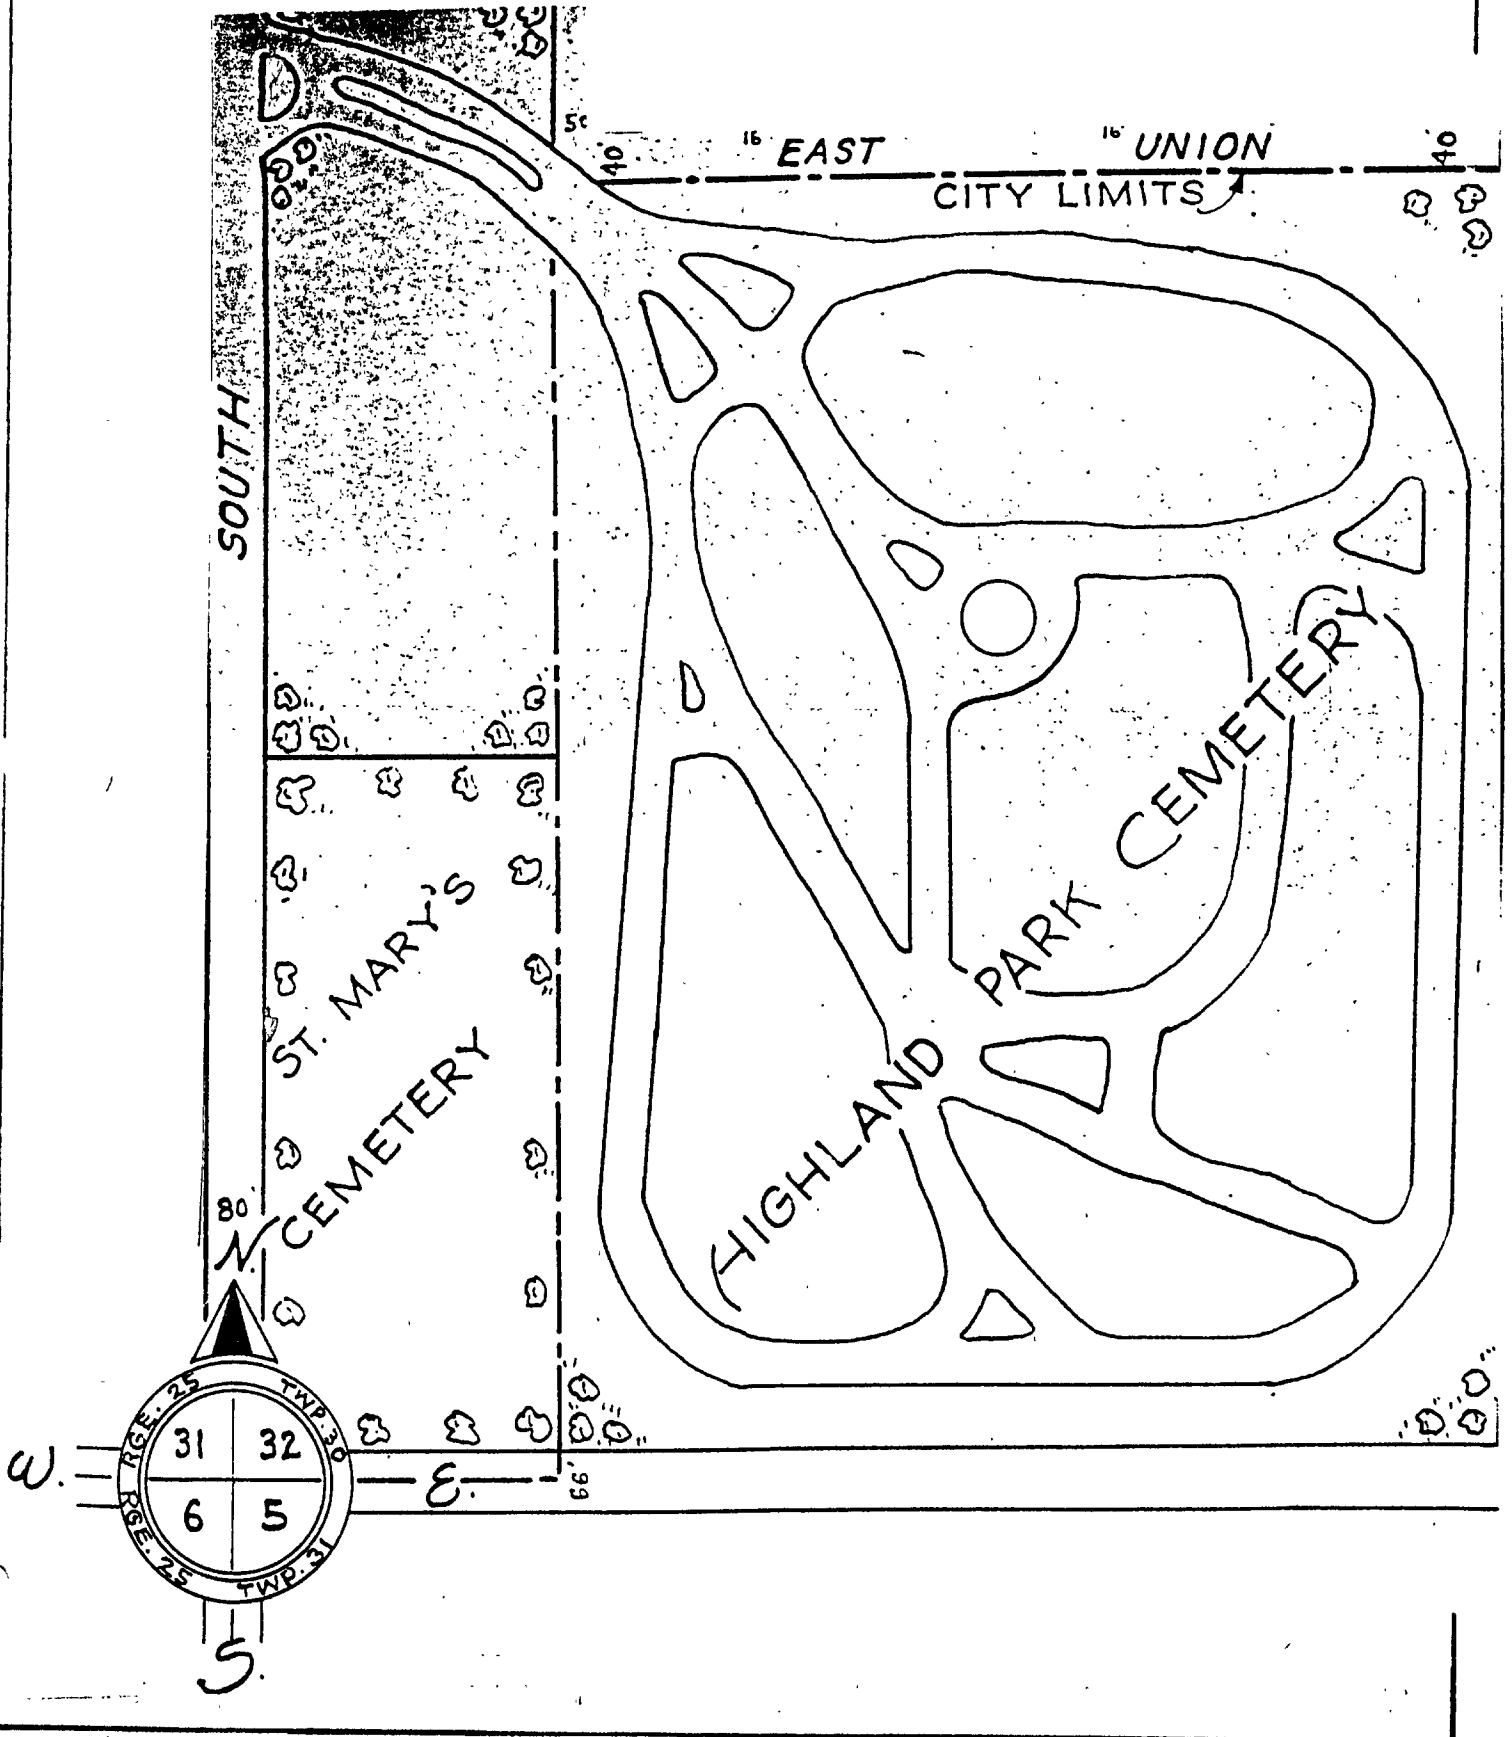 50
40
16 EAST
16 UNION
40
CITY LIMITS
SOUTH
ST. MARY'S
CEMETERY
HIGHLAND PARK CEMETERY
80'
N.
RGE. 25 TWP. 30
31 32
W.
E.
66'
6 5
RGE. 25 TWP. 31
S.